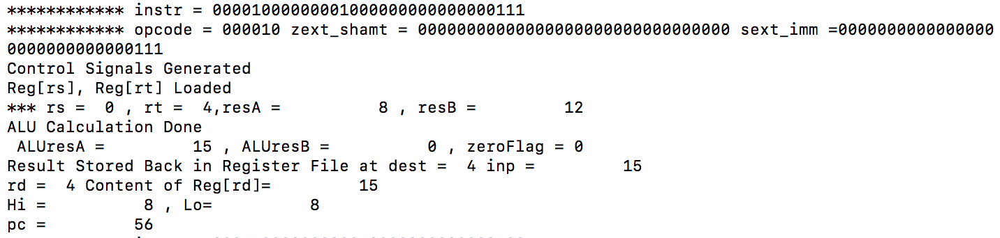 ************ instr = 00001000000001000000000000000111
************ opcode = 000010 zext_shamt = 00000000000000000000000000000000 sext_imm =0000000000000000
0000000000000111
Control Signals Generated
Reg[rs], Reg[rt] Loaded
*** rs =  0 , rt =  4,resA =          8 , resB =         12
ALU Calculation Done
 ALUresA =         15 , ALUresB =          0 , zeroFlag = 0
Result Stored Back in Register File at dest =  4 inp =         15
rd =  4 Content of Reg[rd]=         15
Hi =          8 , Lo=          8
pc =         56